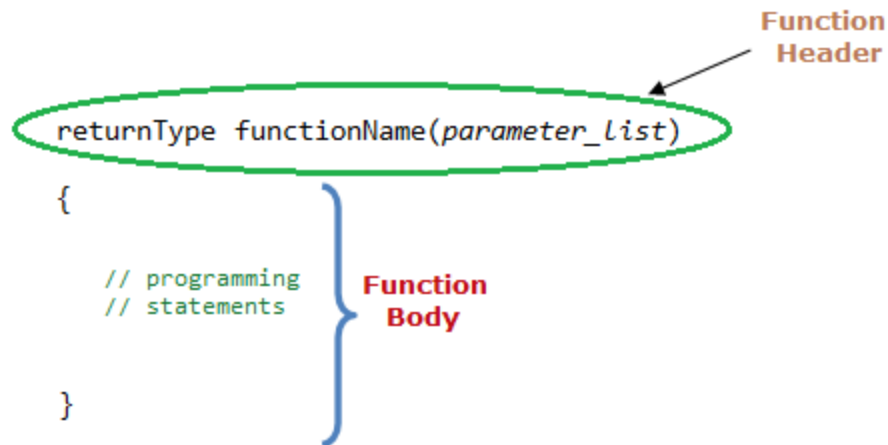 Function
Header
returnType functionName(parameter_list)
{
// programming
// statements
Function
Body
}